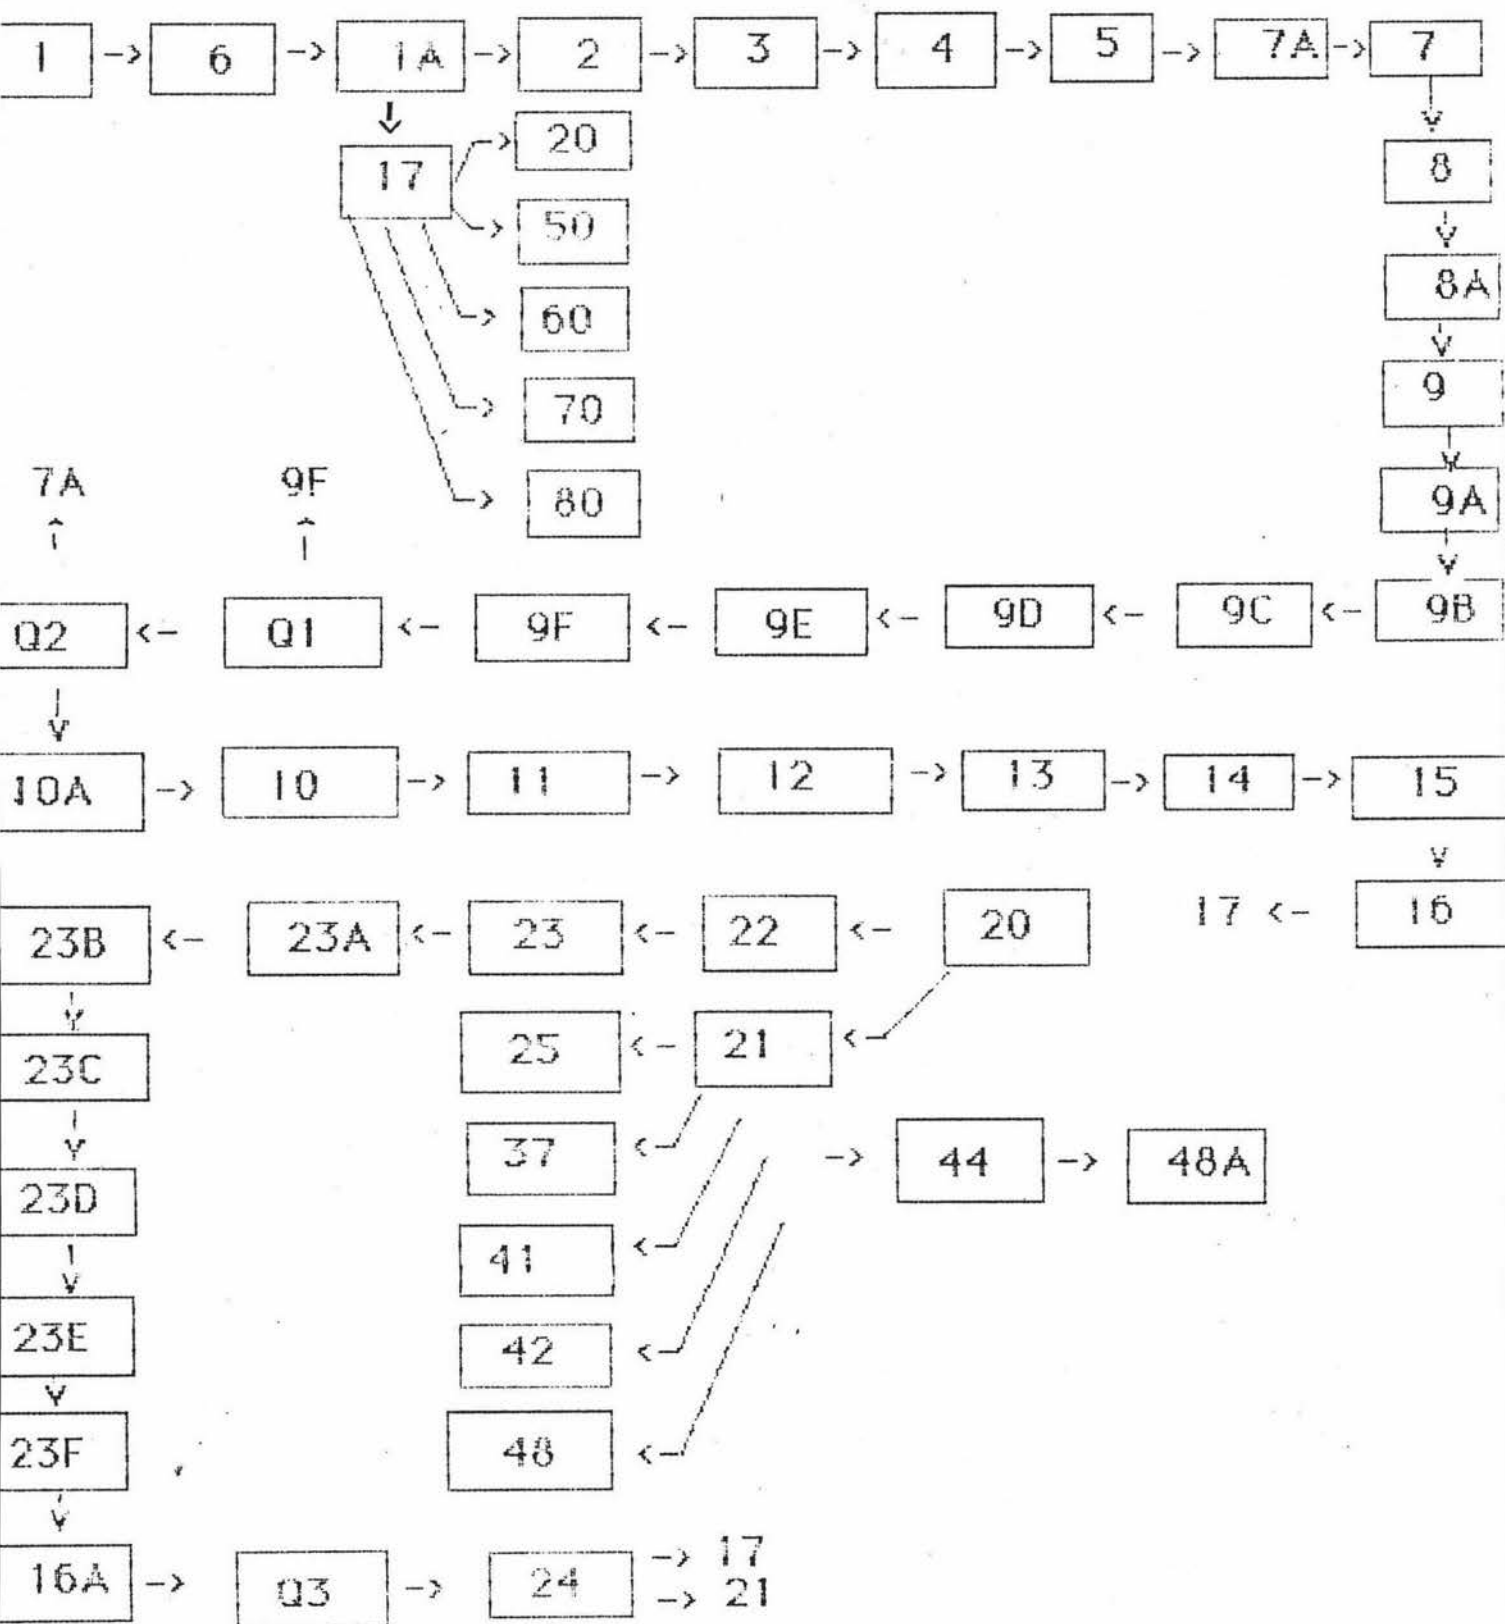 1 -> 6 -> 1A -> 2 -> 3 -> 4 -> 5 -> 7A -> 7
17 20 8
50
8A
60
9
70
7A 9F 80 9A
Q2 <- Q1 <- 9F <- 9E <- 9D <- 9C <- 9B
10A -> 10 -> 11 -> 12 -> 13 -> 14 -> 15
23B <- 23A <- 23 <- 22 <- 20 17 <- 16
23C 25 <- 21
37 -> 44 -> 48A
23D
41
23E 42
23F 48
16A -> Q3 -> 24 -> 17
-> 21